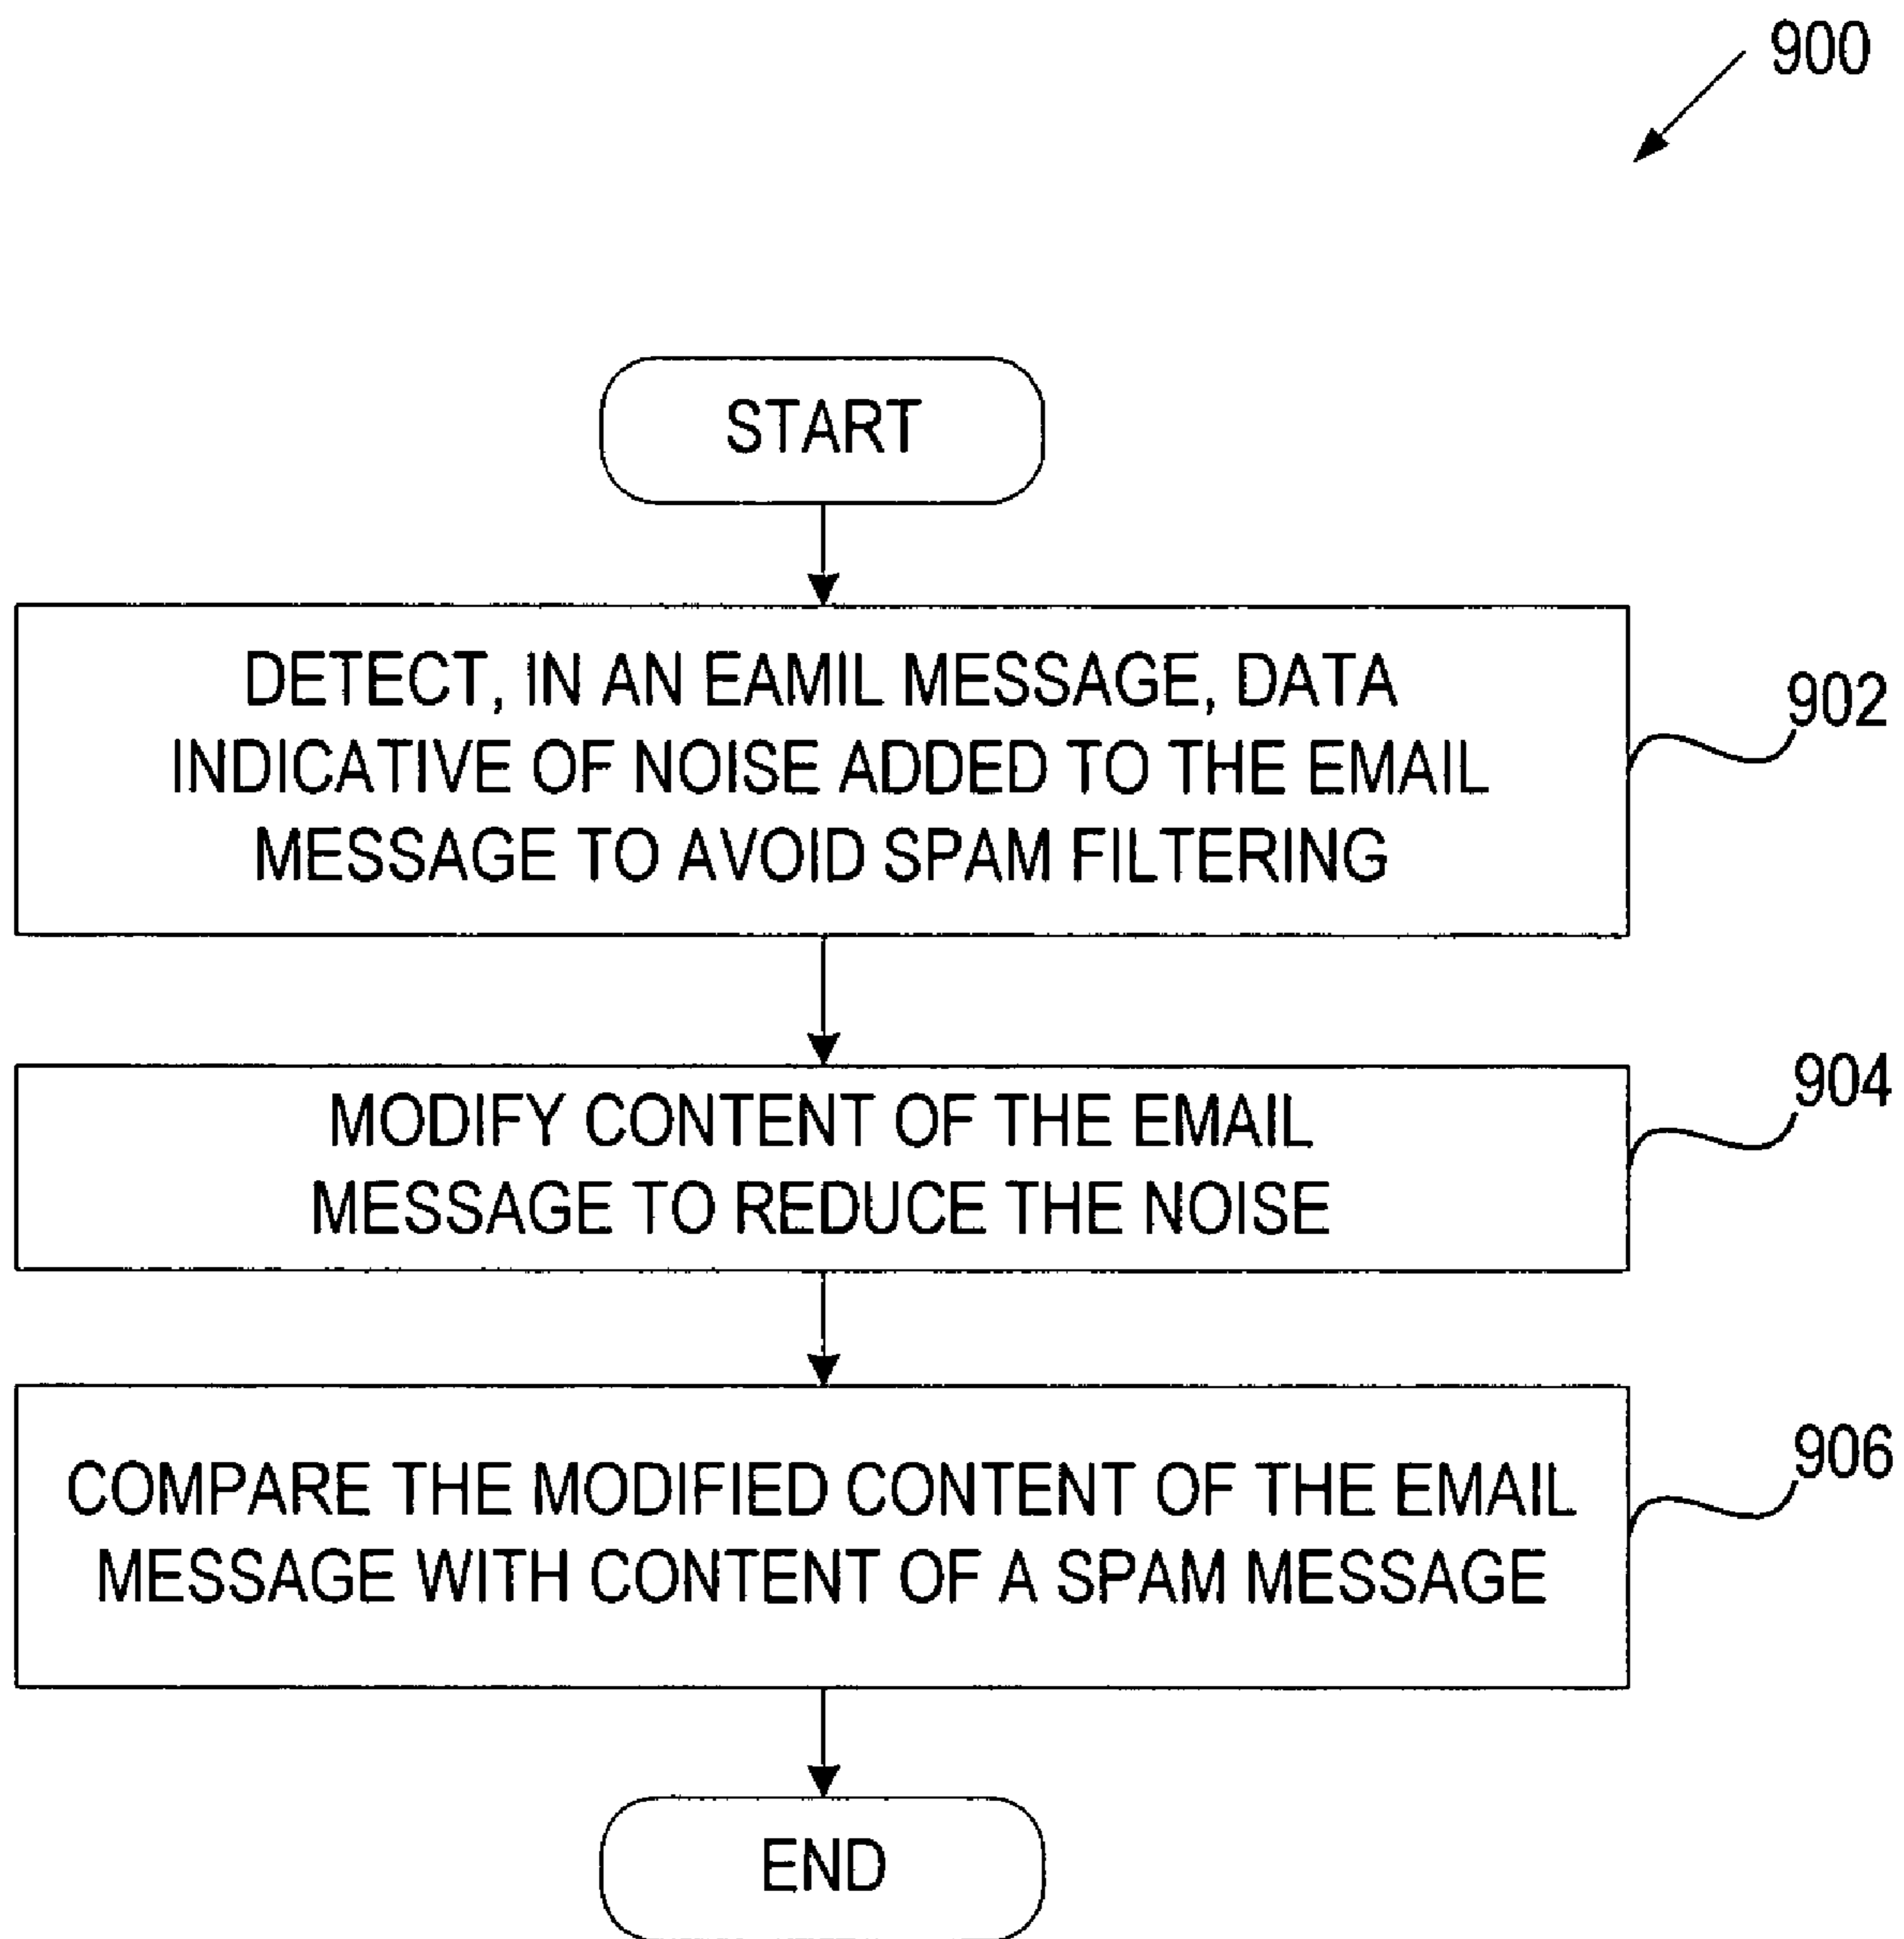 900
START
DETECT, IN AN EAMIL MESSAGE, DATA
INDICATIVE OF NOISE ADDED TO THE EMAIL
MESSAGE TO AVOID SPAM FILTERING
902
MODIFY CONTENT OF THE EMAIL
MESSAGE TO REDUCE THE NOISE
904
COMPARE THE MODIFIED CONTENT OF THE EMAIL
MESSAGE WITH CONTENT OF A SPAM MESSAGE
906
END